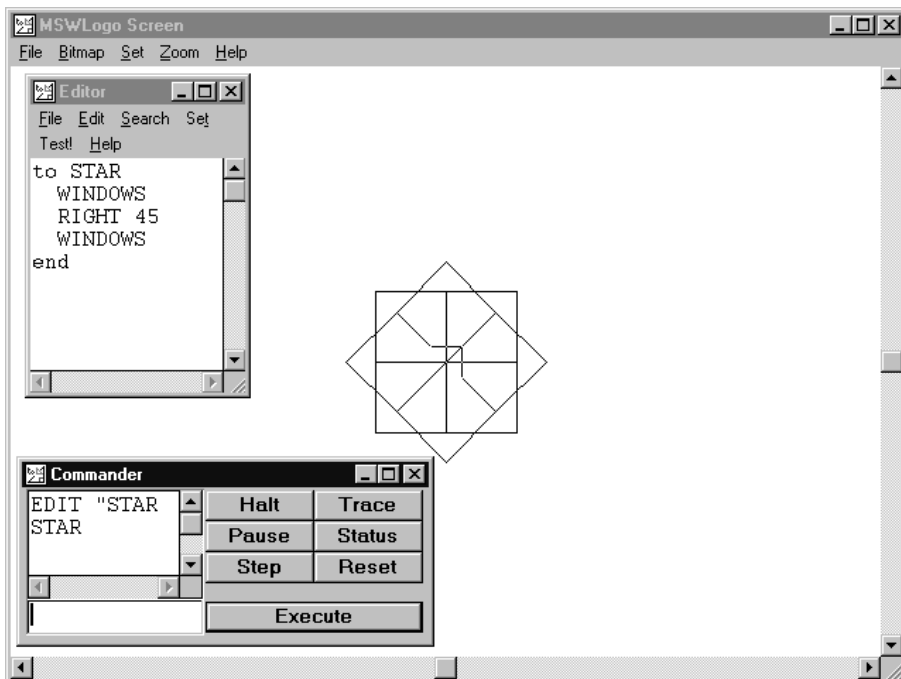 MSWLogo Screen
File Bitmap Set Zoom Help
Editor
File Edit Search Set
Test! Help
to STAR
WINDOWS
RIGHT 45
WINDOWS
end
Commander
EDIT "STAR
STAR
Halt Trace
Pause Status
Step Reset
Execute